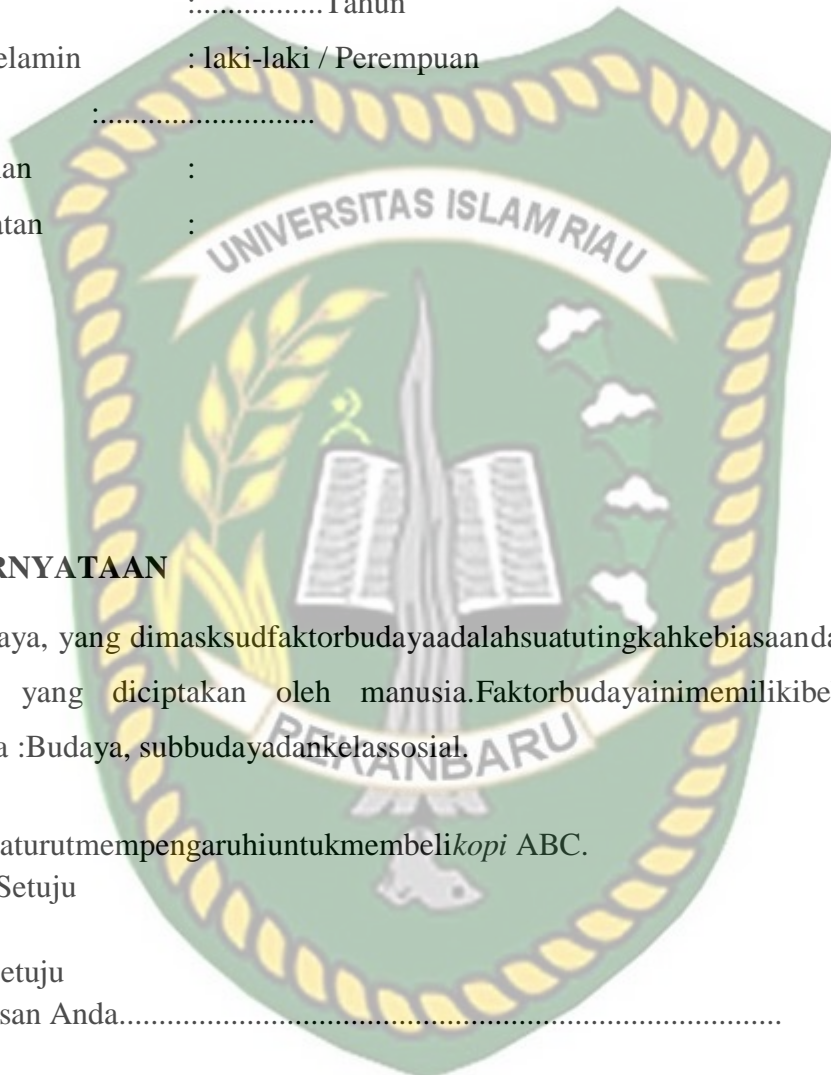 :................Tahun
elamin : laki-laki / Perempuan
:...........................
an :
atan :
UNIVERSITAS ISLAM RIAU
RNYATAAN
aya, yang dimasksudfaktorbudayaadalahsuatutingkahkebiasaanda
yang diciptakan oleh manusia.Faktorbudayainimemilikibe
a :Budaya, subbudayadankelassosial.
PEKANBARU
aturutmempengaruhiuntukmembelikopi ABC.
Setuju
etuju
san Anda...................................................................................